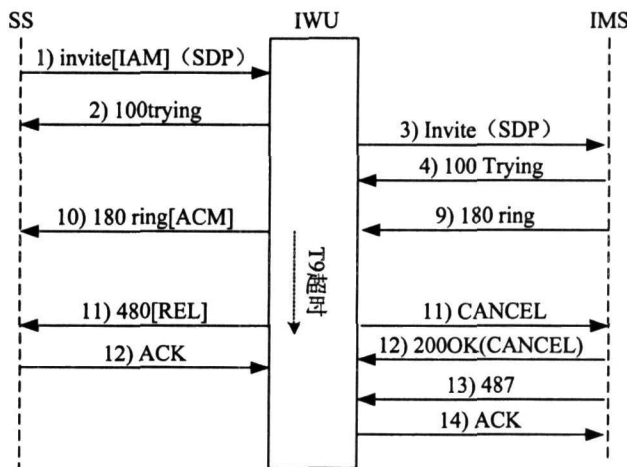 SS IWU IMS
1) invite[IAM]（SDP）
2) 100trying
3) Invite（SDP）
4) 100 Trying
10) 180 ring[ACM] 9) 180 ring
T9超时
11) 480[REL] 11) CANCEL
12) ACK 12) 200OK(CANCEL)
13) 487
14) ACK